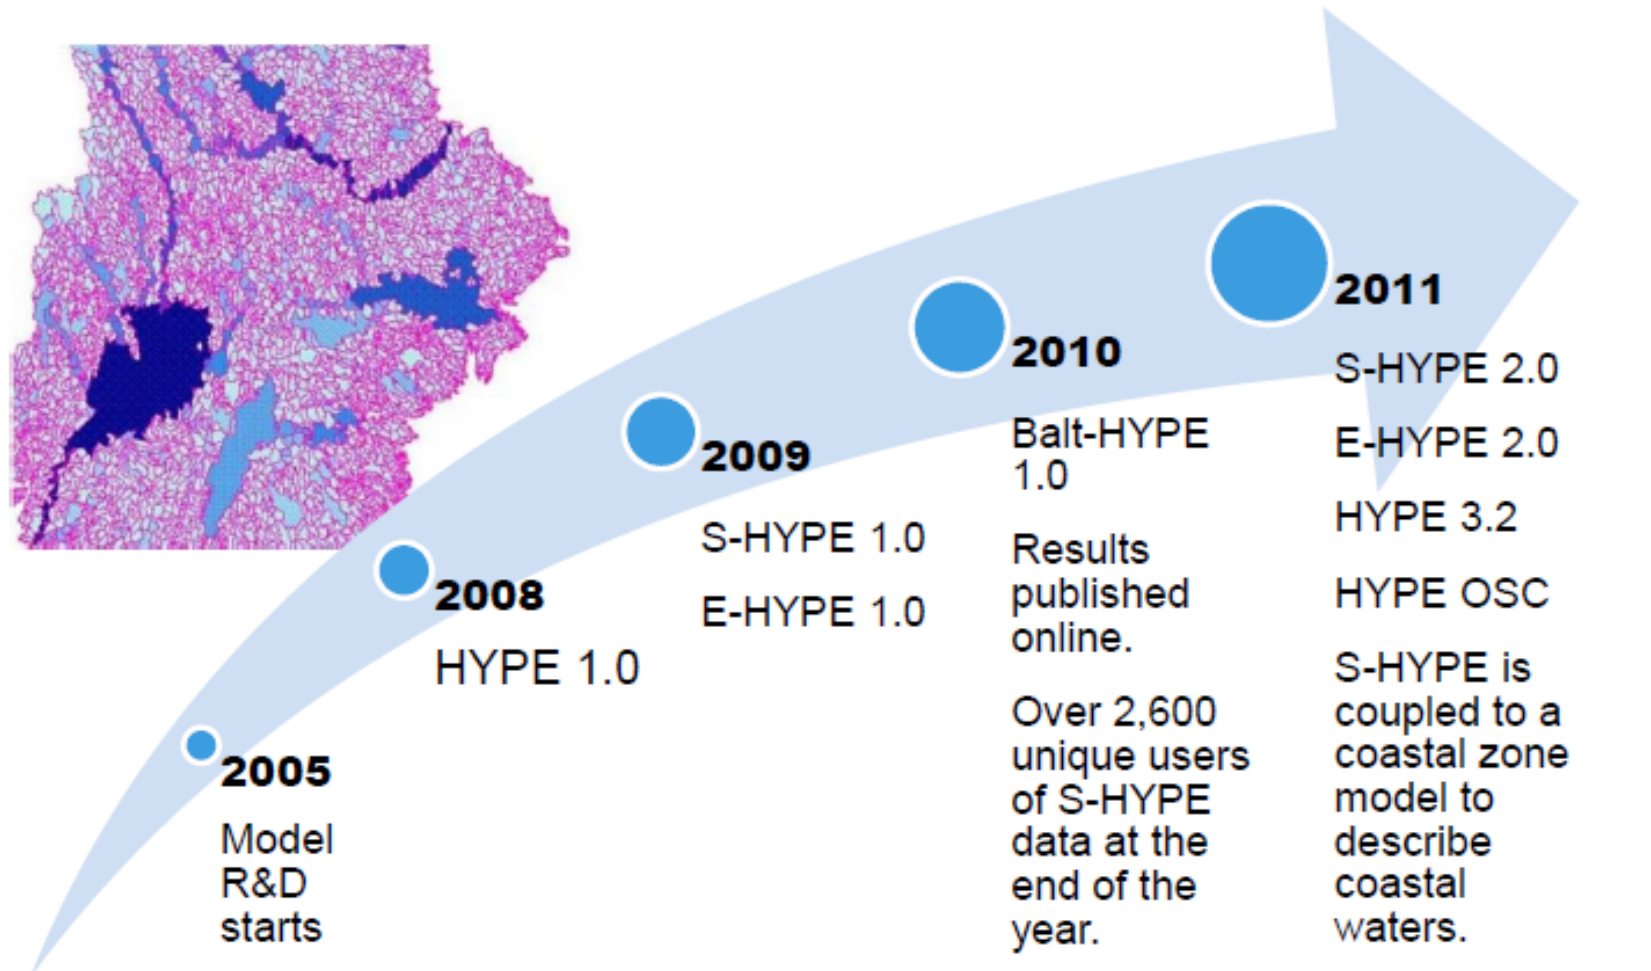 2005
Model
R&D
starts
2008
HYPE 1.0
2009
S-HYPE 1.0
E-HYPE 1.0
2010
Balt-HYPE
1.0
Results
published
online.
Over 2,600
unique users
of S-HYPE
data at the
end of the
year.
2011
S-HYPE 2.0
E-HYPE 2.0
HYPE 3.2
HYPE OSC
S-HYPE is
coupled to a
coastal zone
model to
describe
coastal
waters.